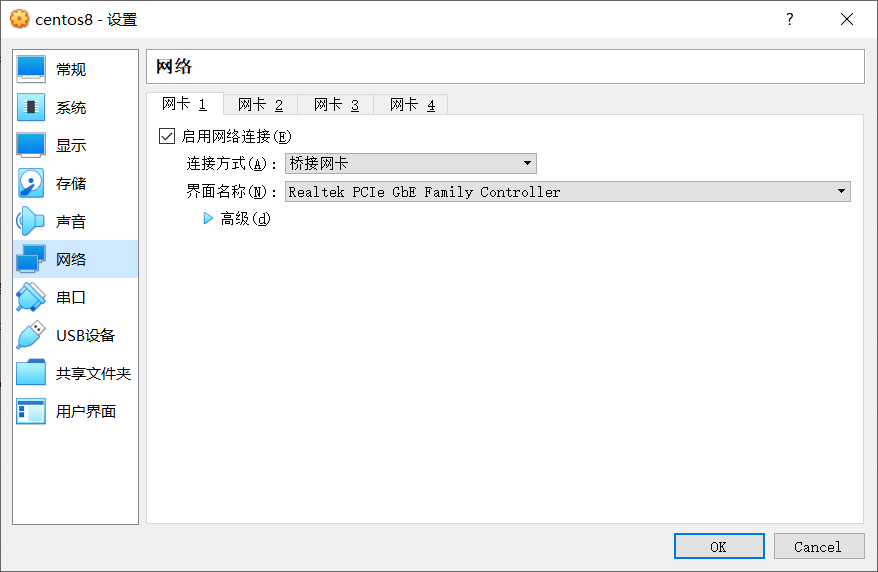 centos8 - 设置
?
常规
系统
显示
存储
声音
网络
串口
USB设备
共享文件夹
用户界面
网络
网卡 1 网卡 2 网卡 3 网卡 4
启用网络连接(E)
连接方式(A)： 桥接网卡
界面名称(N)： Realtek PCIe GbE Family Controller
高级(d)
OK Cancel